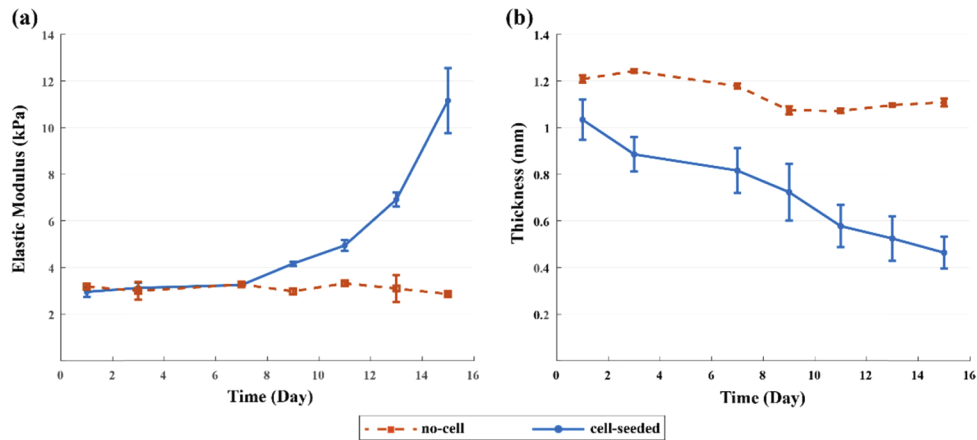 (a)
Elastic Modulus (kPa)
14
12
10
8
6
4
2
0 2 4 6 8 10 12 14 16
Time (Day)
(b)
Thickness (mm)
1.4
1.2
1
0.8
0.6
0.4
0.2
0 2 4 6 8 10 12 14 16
Time (Day)
no-cell cell-seeded